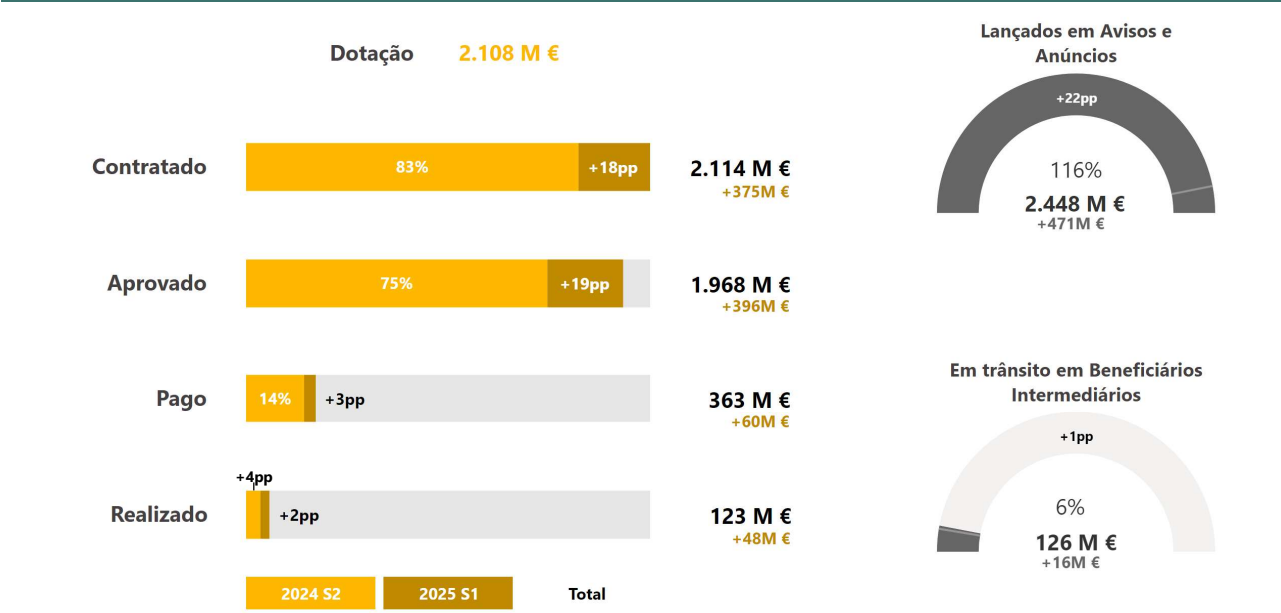 Dotação 2.108 M €
Contratado 83% +18pp 2.114 M €
+375M €
Aprovado 75% +19pp 1.968 M €
+396M €
Pago 14% +3pp 363 M €
+60M €
+4pp
Realizado +2pp 123 M €
+48M €
2024 S2 2025 S1 Total
Lançados em Avisos e
Anúncios
+22pp
116%
2.448 M €
+471M €
Em trânsito em Beneficiários
Intermediários
+1pp
6%
126 M €
+16M €